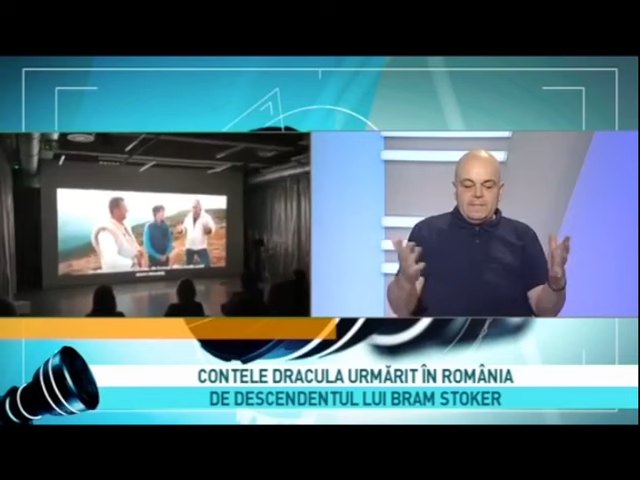 CONTELE DRACULA URMĂRIT ÎN ROMÂNIA
DE DESCENDENTUL LUI BRAM STOKER